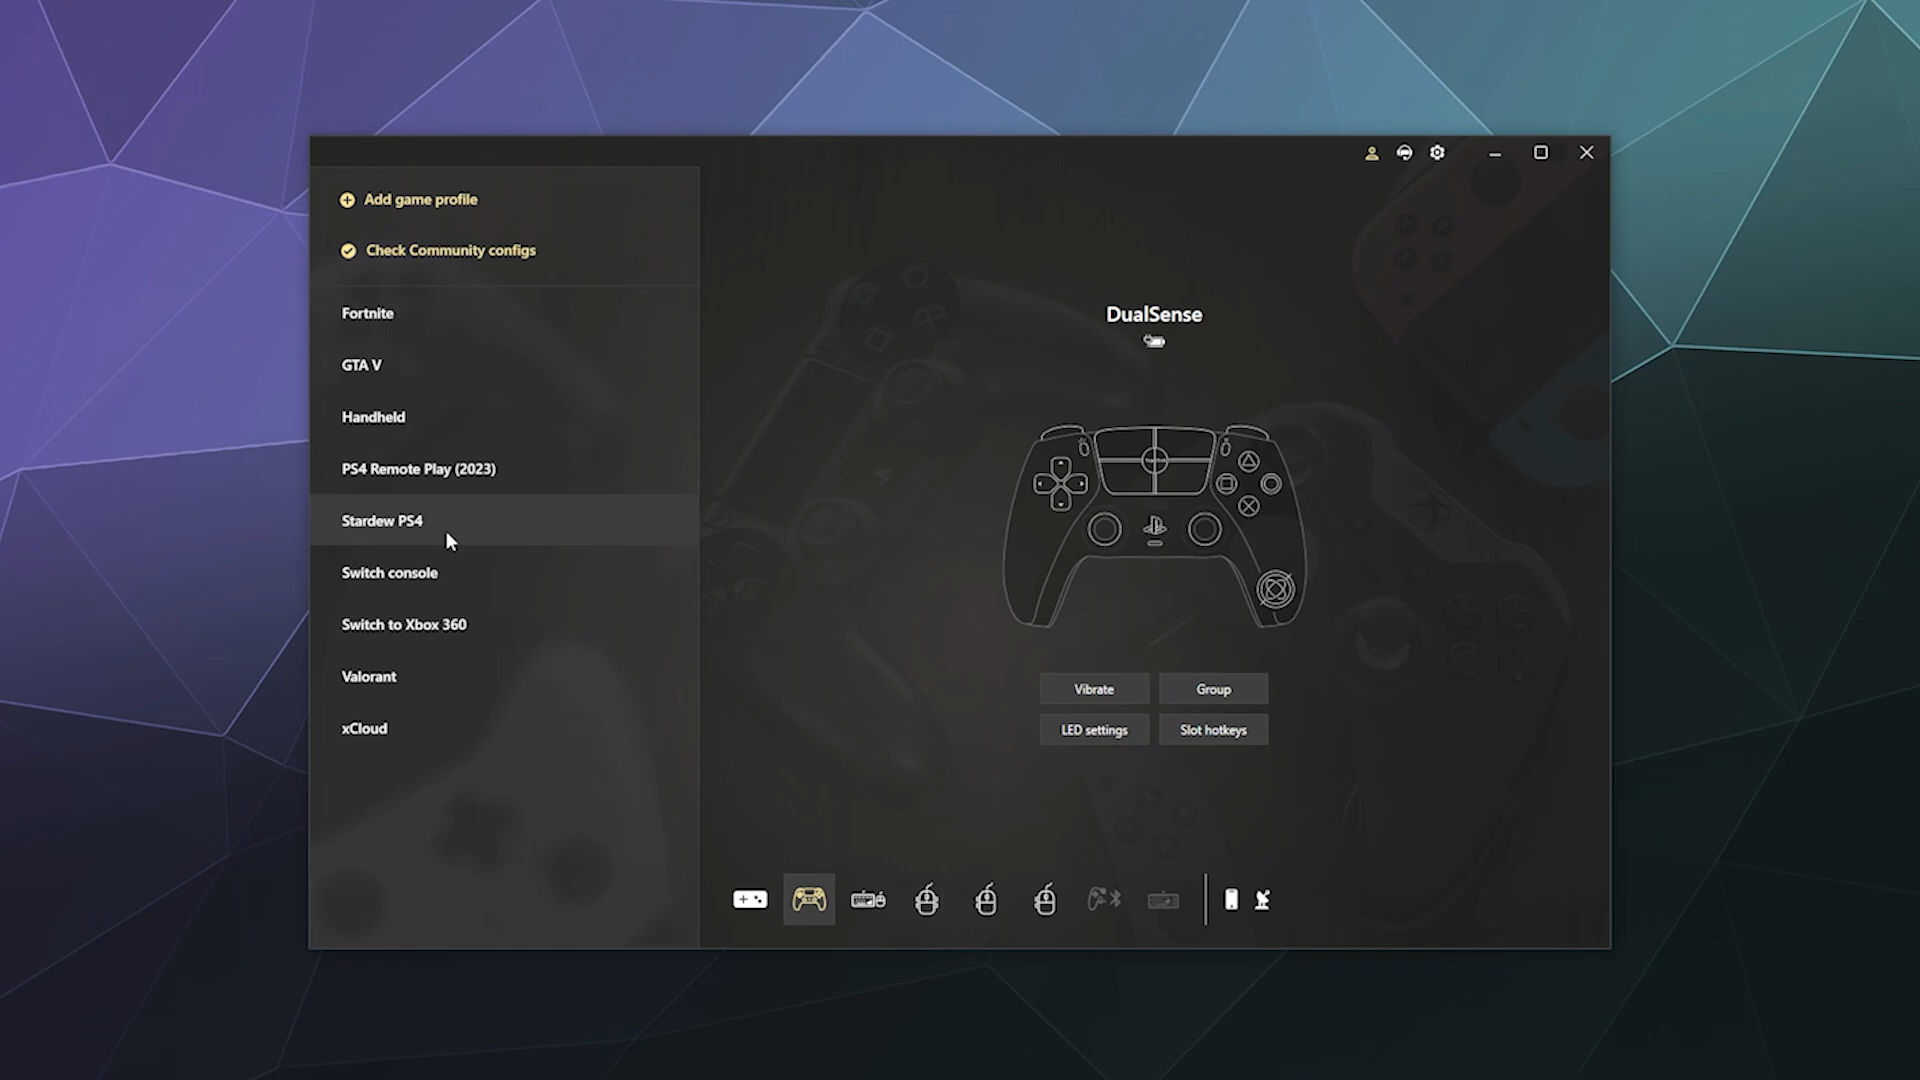 Add game profile
Check Community configs
Fortnite
GTA V
Handheld
PS4 Remote Play (2023)
Stardew PS4
Switch console
Switch to Xbox 360
Valorant
xCloud
DualSense
Vibrate
Group
LED settings
Slot hotkeys